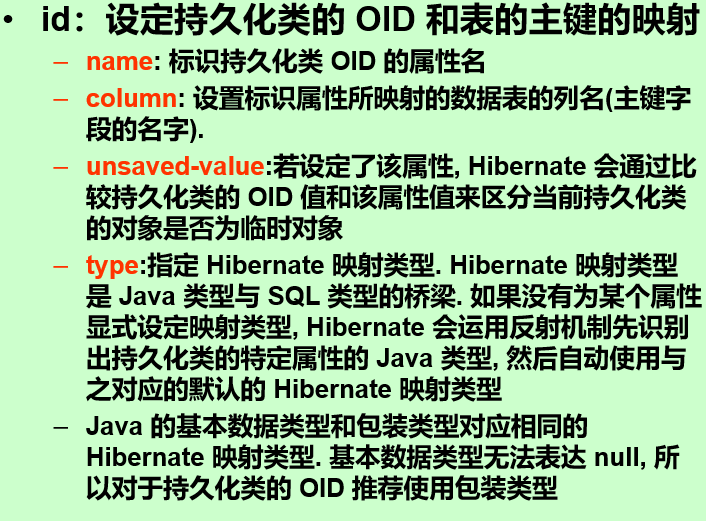 • id：设定持久化类的 OID 和表的主键的映射
– name: 标识持久化类 OID 的属性名
– column: 设置标识属性所映射的数据表的列名(主键字
段的名字).
– unsaved-value:若设定了该属性, Hibernate 会通过比
较持久化类的 OID 值和该属性值来区分当前持久化类
的对象是否为临时对象
– type:指定 Hibernate 映射类型. Hibernate 映射类型
是 Java 类型与 SQL 类型的桥梁. 如果没有为某个属性
显式设定映射类型, Hibernate 会运用反射机制先识别
出持久化类的特定属性的 Java 类型, 然后自动使用与
之对应的默认的 Hibernate 映射类型
– Java 的基本数据类型和包装类型对应相同的
Hibernate 映射类型. 基本数据类型无法表达 null, 所
以对于持久化类的 OID 推荐使用包装类型